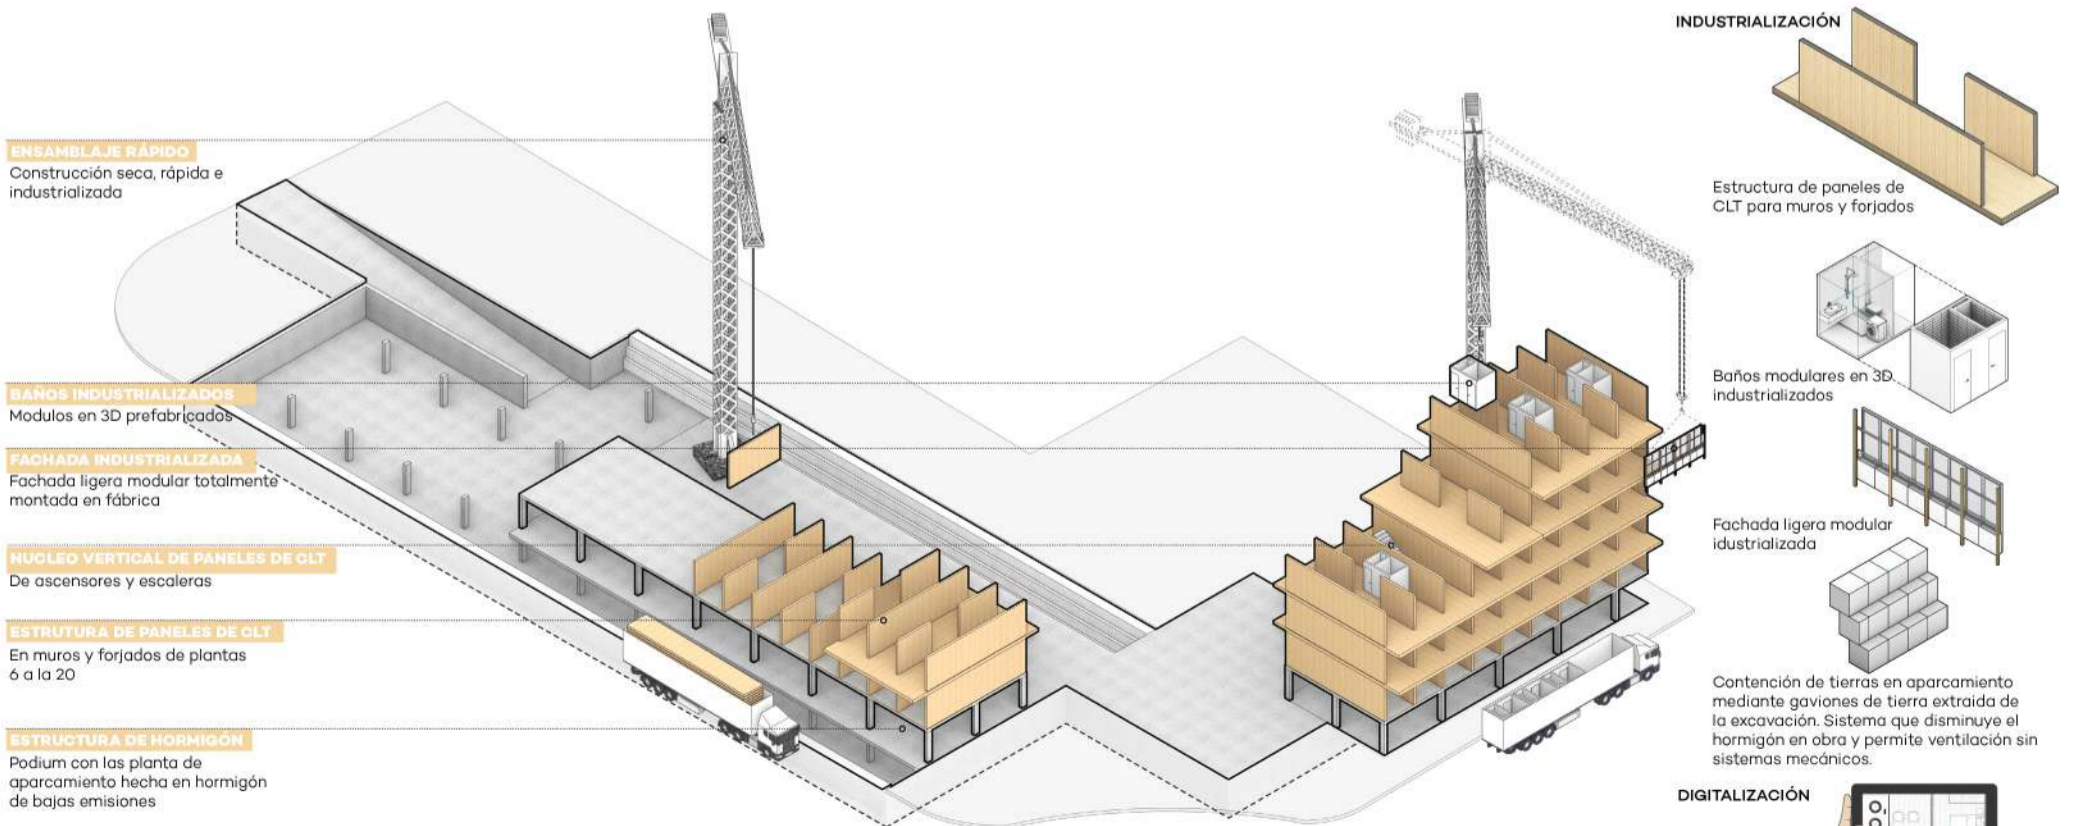 ENSAMBLAJE RÁPIDO
Construcción seca, rápida e
industrializada
BAÑOS INDUSTRIALIZADOS
Modulos en 3D prefabricados
FACHADA INDUSTRIALIZADA
Fachada ligera modular totalmente
montada en fábrica
NUCLEO VERTICAL DE PANELES DE CLT
De ascensores y escaleras
ESTRUTURA DE PANELES DE CLT
En muros y forjados de plantas
6 a la 20
ESTRUCTURA DE HORMIGÓN
Podium con las planta de
aparcamiento hecha en hormigón
de bajas emisiones
INDUSTRIALIZACIÓN
Estructura de paneles de
CLT para muros y forjados
Baños modulares en 3D
industrializados
Fachada ligera modular
idustrializada
Contención de tierras en aparcamiento
mediante gaviones de tierra extraida de
la excavación. Sistema que disminuye el
hormigón en obra y permite ventilación sin
sistemas mecánicos.
DIGITALIZACIÓN